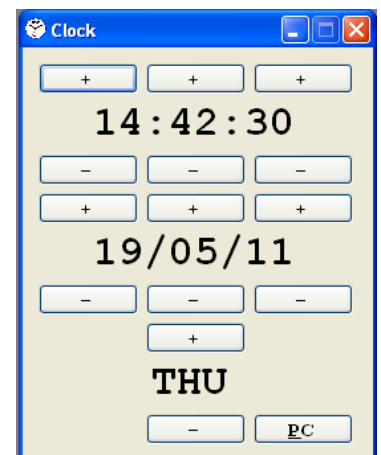 Clock
+ + +
14:42:30
− − −
+ + +
19/05/11
− − −
+
THU
− PC